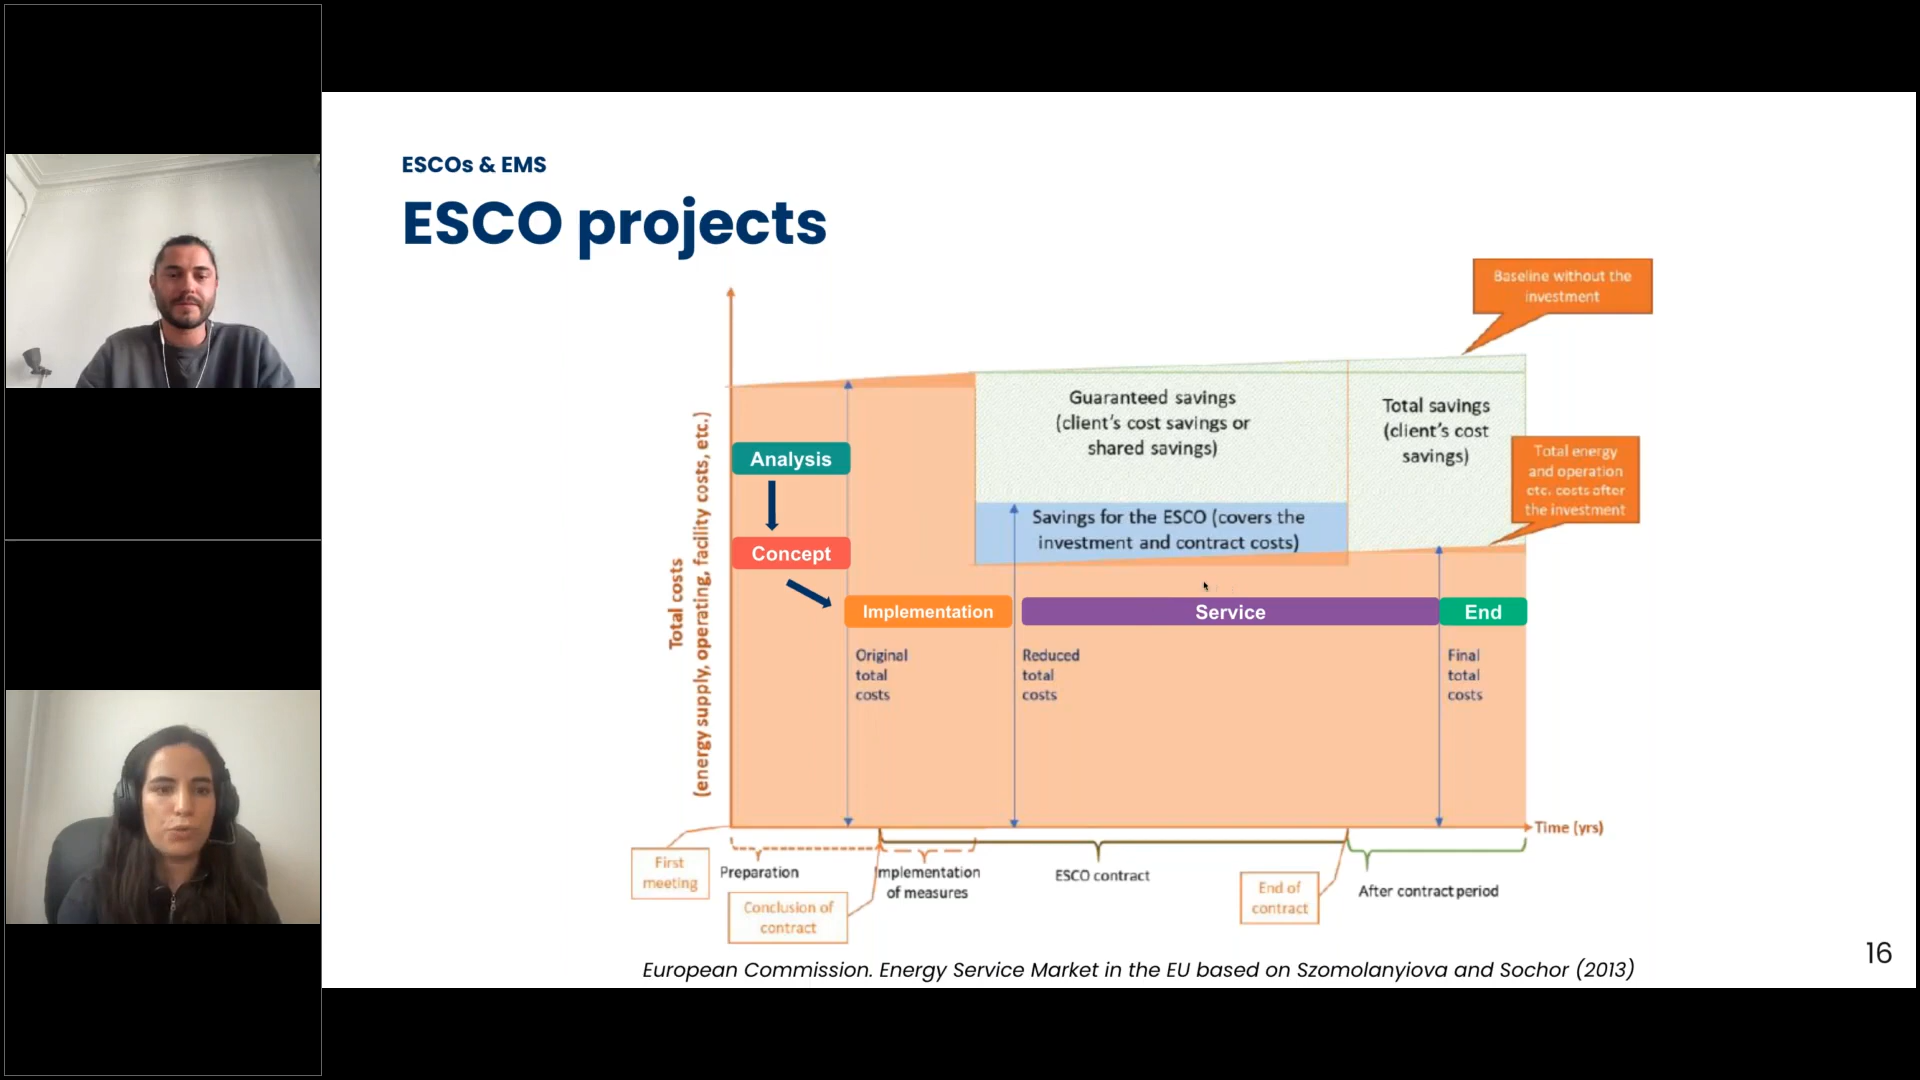 ESCOs & EMS
ESCO projects
Baseline without the
investment
Guaranteed savings
(client's cost savings or
shared savings)
Total savings
(client's cost
savings)
Total energy
and operation
etc. costs after
the investment
Analysis
Savings for the ESCO (covers the
investment and contract costs)
Concept
Implementation
Service
End
Total costs
(energy supply, operating, facility costs, etc.)
Original
total
costs
Reduced
total
costs
Final
total
costs
Time (yrs)
First
meeting
Preparation
Implementation
of measures
ESCO contract
Conclusion of
contract
End of
contract
After contract period
European Commission. Energy Service Market in the EU based on Szomolanyiova and Sochor (2013)
16